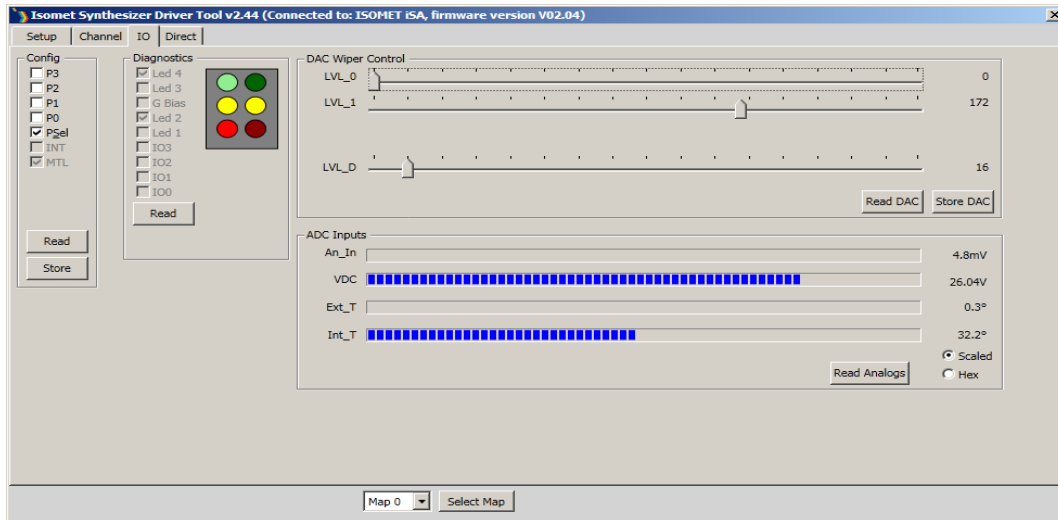 Isomet Synthesizer Driver Tool v2.44 (Connected to: ISOMET iSA, firmware version V02.04)
Setup Channel IO Direct
Config
P3
P2
P1
P0
PSel
INT
MTL
Read
Store
Diagnostics
Led 4
Led 3
G Bias
Led 2
Led 1
IO3
IO2
IO1
IO0
Read
DAC Wiper Control
LVL_0 0
LVL_1 172
LVL_D 16
Read DAC Store DAC
ADC Inputs
An_In 4.8mV
VDC 26.04V
Ext_T 0.3°
Int_T 32.2°
Scaled
Read Analogs Hex
Map 0 Select Map